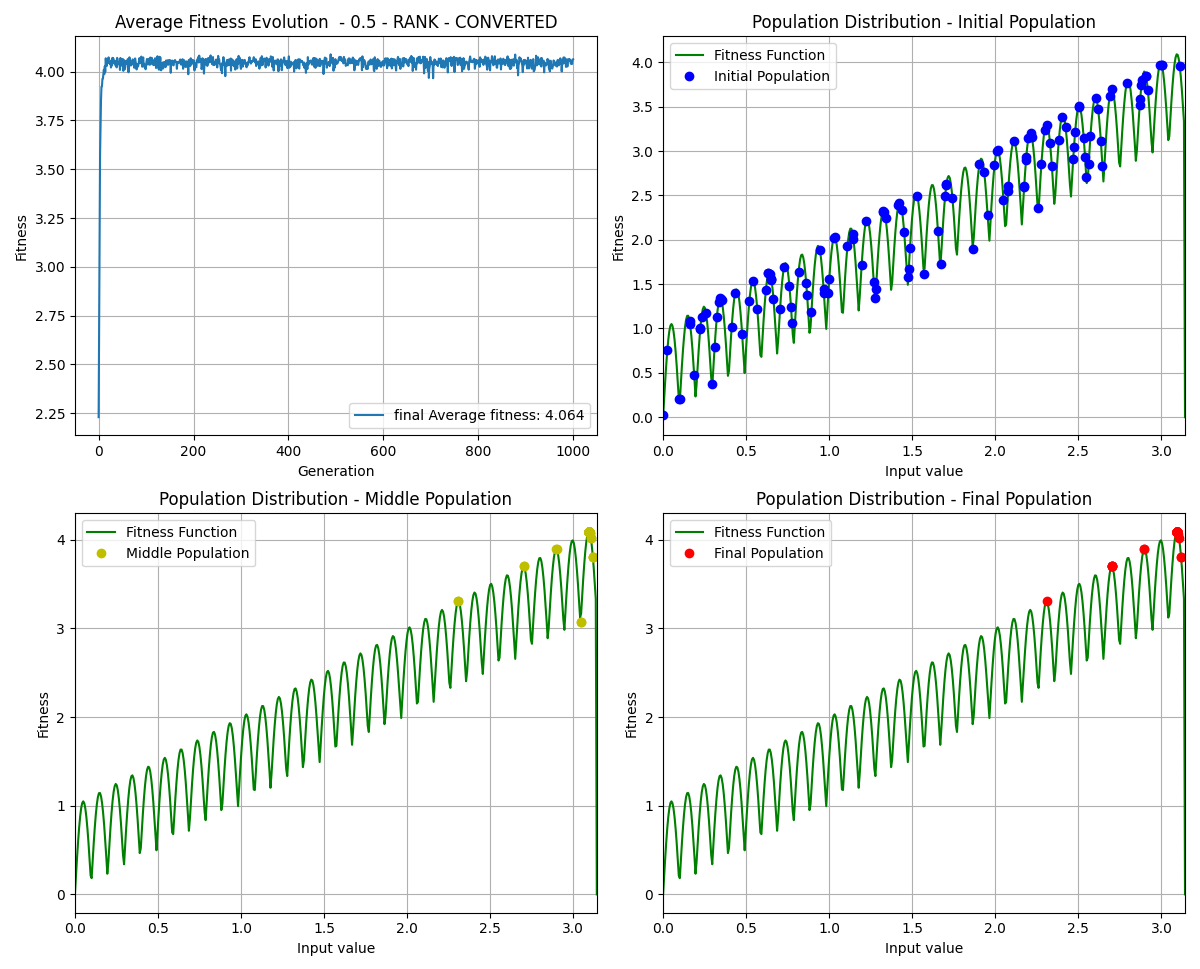 Average Fitness Evolution  - 0.5 - RANK - CONVERTED
Fitness
4.00
3.75
3.50
3.25
3.00
2.75
2.50
2.25
final Average fitness: 4.064
0
200
400
600
800
1000
Generation
Population Distribution - Initial Population
Fitness
4.0
3.5
3.0
2.5
2.0
1.5
1.0
0.5
0.0
Fitness Function
Initial Population
0.0
0.5
1.0
1.5
2.0
2.5
3.0
Input value
Population Distribution - Middle Population
Fitness
4
3
2
1
0
Fitness Function
Middle Population
0.0
0.5
1.0
1.5
2.0
2.5
3.0
Input value
Population Distribution - Final Population
Fitness
4
3
2
1
0
Fitness Function
Final Population
0.0
0.5
1.0
1.5
2.0
2.5
3.0
Input value